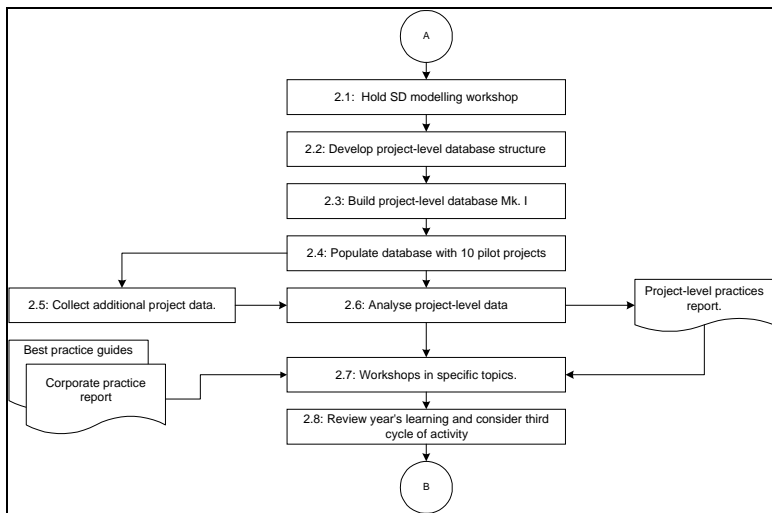 A
2.1: Hold SD modelling workshop
2.2: Develop project-level database structure
2.3: Build project-level database Mk. I
2.4: Populate database with 10 pilot projects
2.5: Collect additional project data.
2.6: Analyse project-level data
Project-level practices
report.
Best practice guides
Corporate practice
report
2.7: Workshops in specific topics.
2.8: Review year's learning and consider third
cycle of activity
B